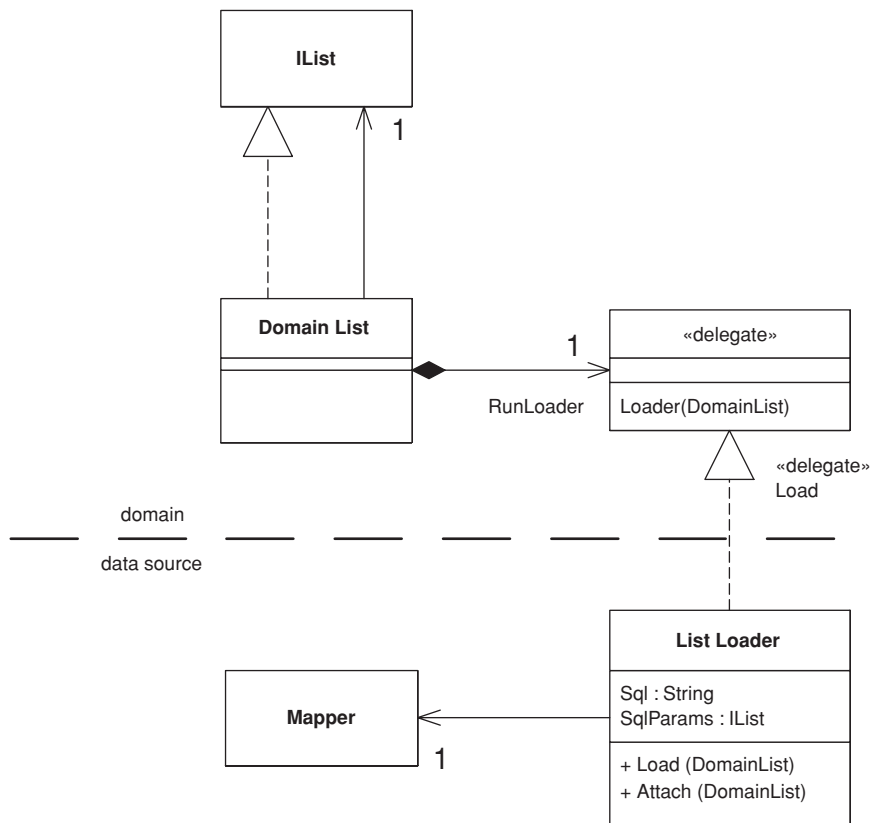 IList
1
Domain List
1
«delegate»
RunLoader
Loader(DomainList)
«delegate»
Load
domain
data source
List Loader
Sql : String
SqlParams : IList
Mapper
1
+ Load (DomainList)
+ Attach (DomainList)